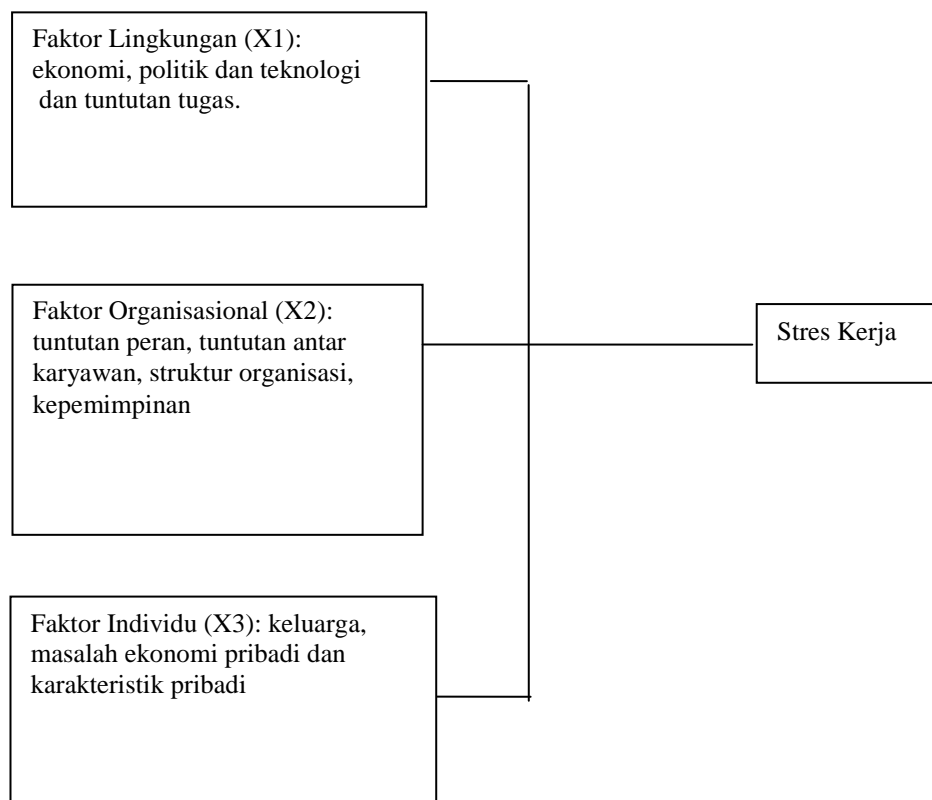 Faktor Lingkungan (X1):
ekonomi, politik dan teknologi
dan tuntutan tugas.
Faktor Organisasional (X2):
tuntutan peran, tuntutan antar
karyawan, struktur organisasi,
kepemimpinan
Stres Kerja
Faktor Individu (X3): keluarga,
masalah ekonomi pribadi dan
karakteristik pribadi